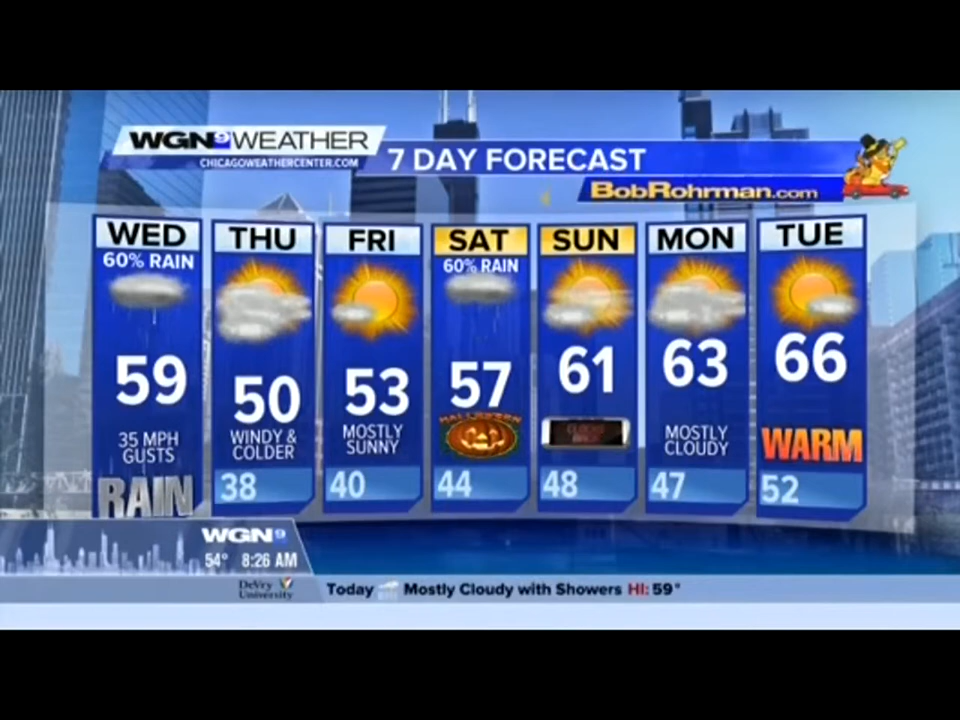 WGN9 WEATHER
CHICAGOWEATHERCENTER.COM
7 DAY FORECAST
BobRohrman.com
WED
60% RAIN
59
35 MPH
GUSTS
RAIN
THU
50
WINDY &
COLDER
38
FRI
53
MOSTLY
SUNNY
40
SAT
60% RAIN
57
HALLOWEEN
44
SUN
61
CLOCKS
BACK
48
MON
63
MOSTLY
CLOUDY
47
TUE
66
WARM
52
WGN9
54° 8:26 AM
DeVry
University
Today Mostly Cloudy with Showers HI: 59°